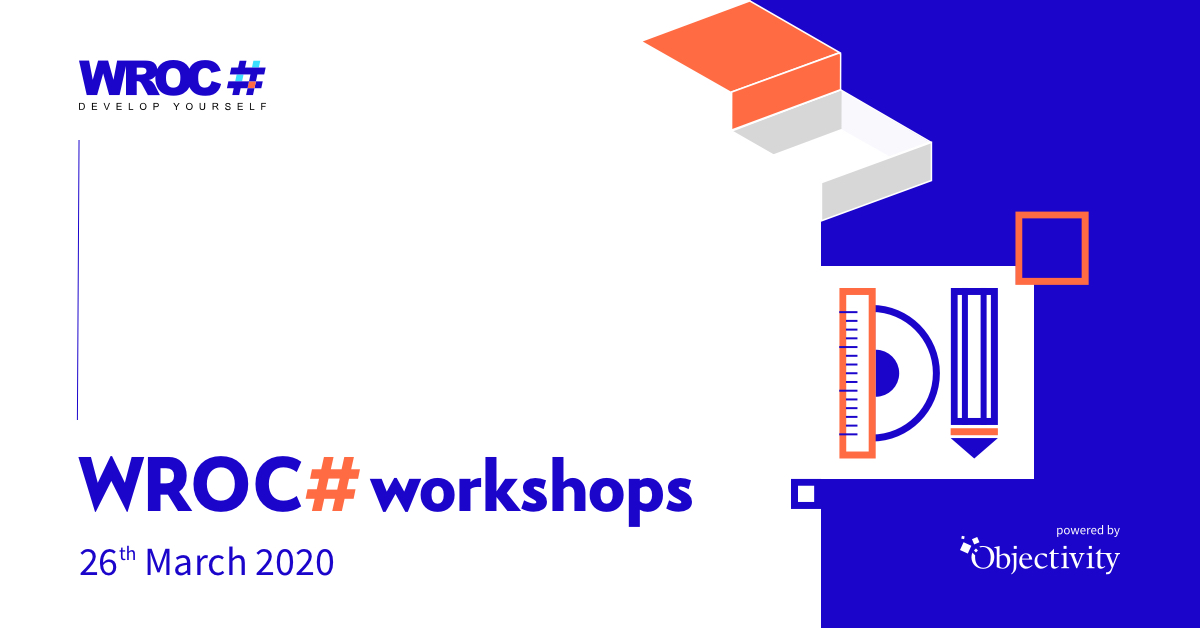 WROC#
DEVELOP YOURSELF
WROC# workshops
26th March 2020
powered by
Objectivity